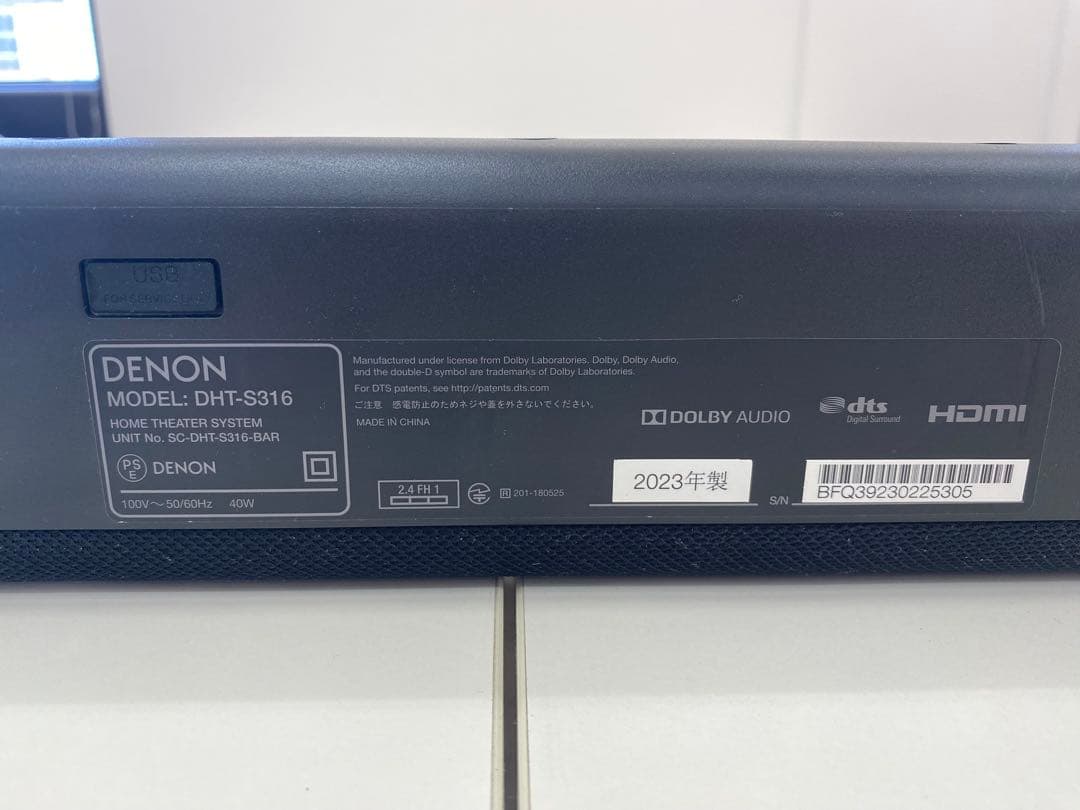 USB
FOR SERVICE ONLY
DENON
MODEL: DHT-S316
HOME THEATER SYSTEM
UNIT No. SC-DHT-S316-BAR
PS
E
DENON
100V～50/60Hz 40W
Manufactured under license from Dolby Laboratories. Dolby, Dolby Audio,
and the double-D symbol are trademarks of Dolby Laboratories.
For DTS patents, see http://patents.dts.com
ご注意 感電防止のためネジや蓋を外さないでください。
MADE IN CHINA
2.4 FH 1
R 201-180525
DOLBY AUDIO
dts
Digital Surround
HDMI
2023年製
S/N
BFQ39230225305